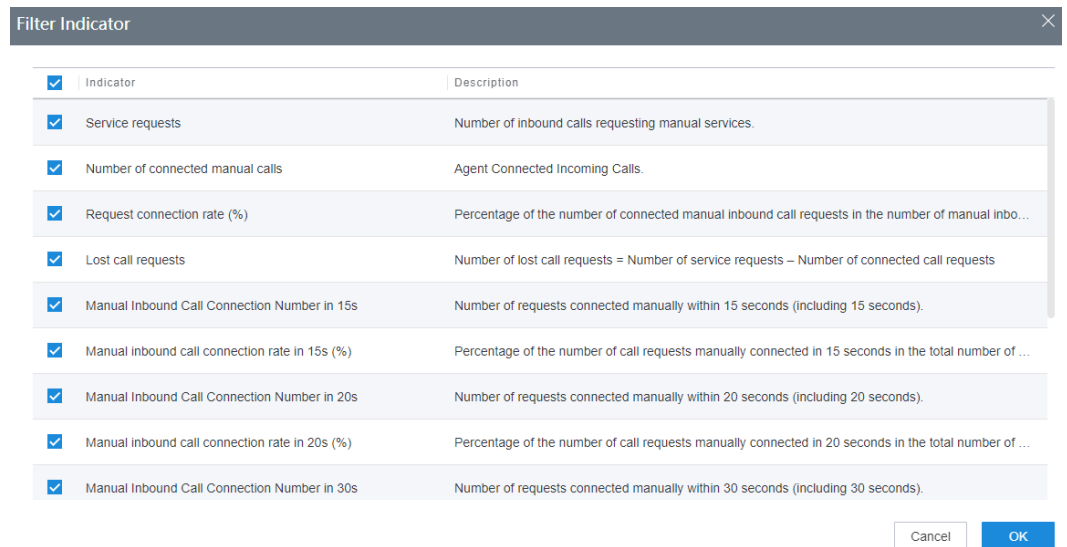 Filter Indicator
Indicator Description
Service requests Number of inbound calls requesting manual services.
Number of connected manual calls Agent Connected Incoming Calls.
Request connection rate (%) Percentage of the number of connected manual inbound call requests in the number of manual inbo...
Lost call requests Number of lost call requests = Number of service requests – Number of connected call requests
Manual Inbound Call Connection Number in 15s Number of requests connected manually within 15 seconds (including 15 seconds).
Manual inbound call connection rate in 15s (%) Percentage of the number of call requests manually connected in 15 seconds in the total number of ...
Manual Inbound Call Connection Number in 20s Number of requests connected manually within 20 seconds (including 20 seconds).
Manual inbound call connection rate in 20s (%) Percentage of the number of call requests manually connected in 20 seconds in the total number of ...
Manual Inbound Call Connection Number in 30s Number of requests connected manually within 30 seconds (including 30 seconds).
Cancel OK